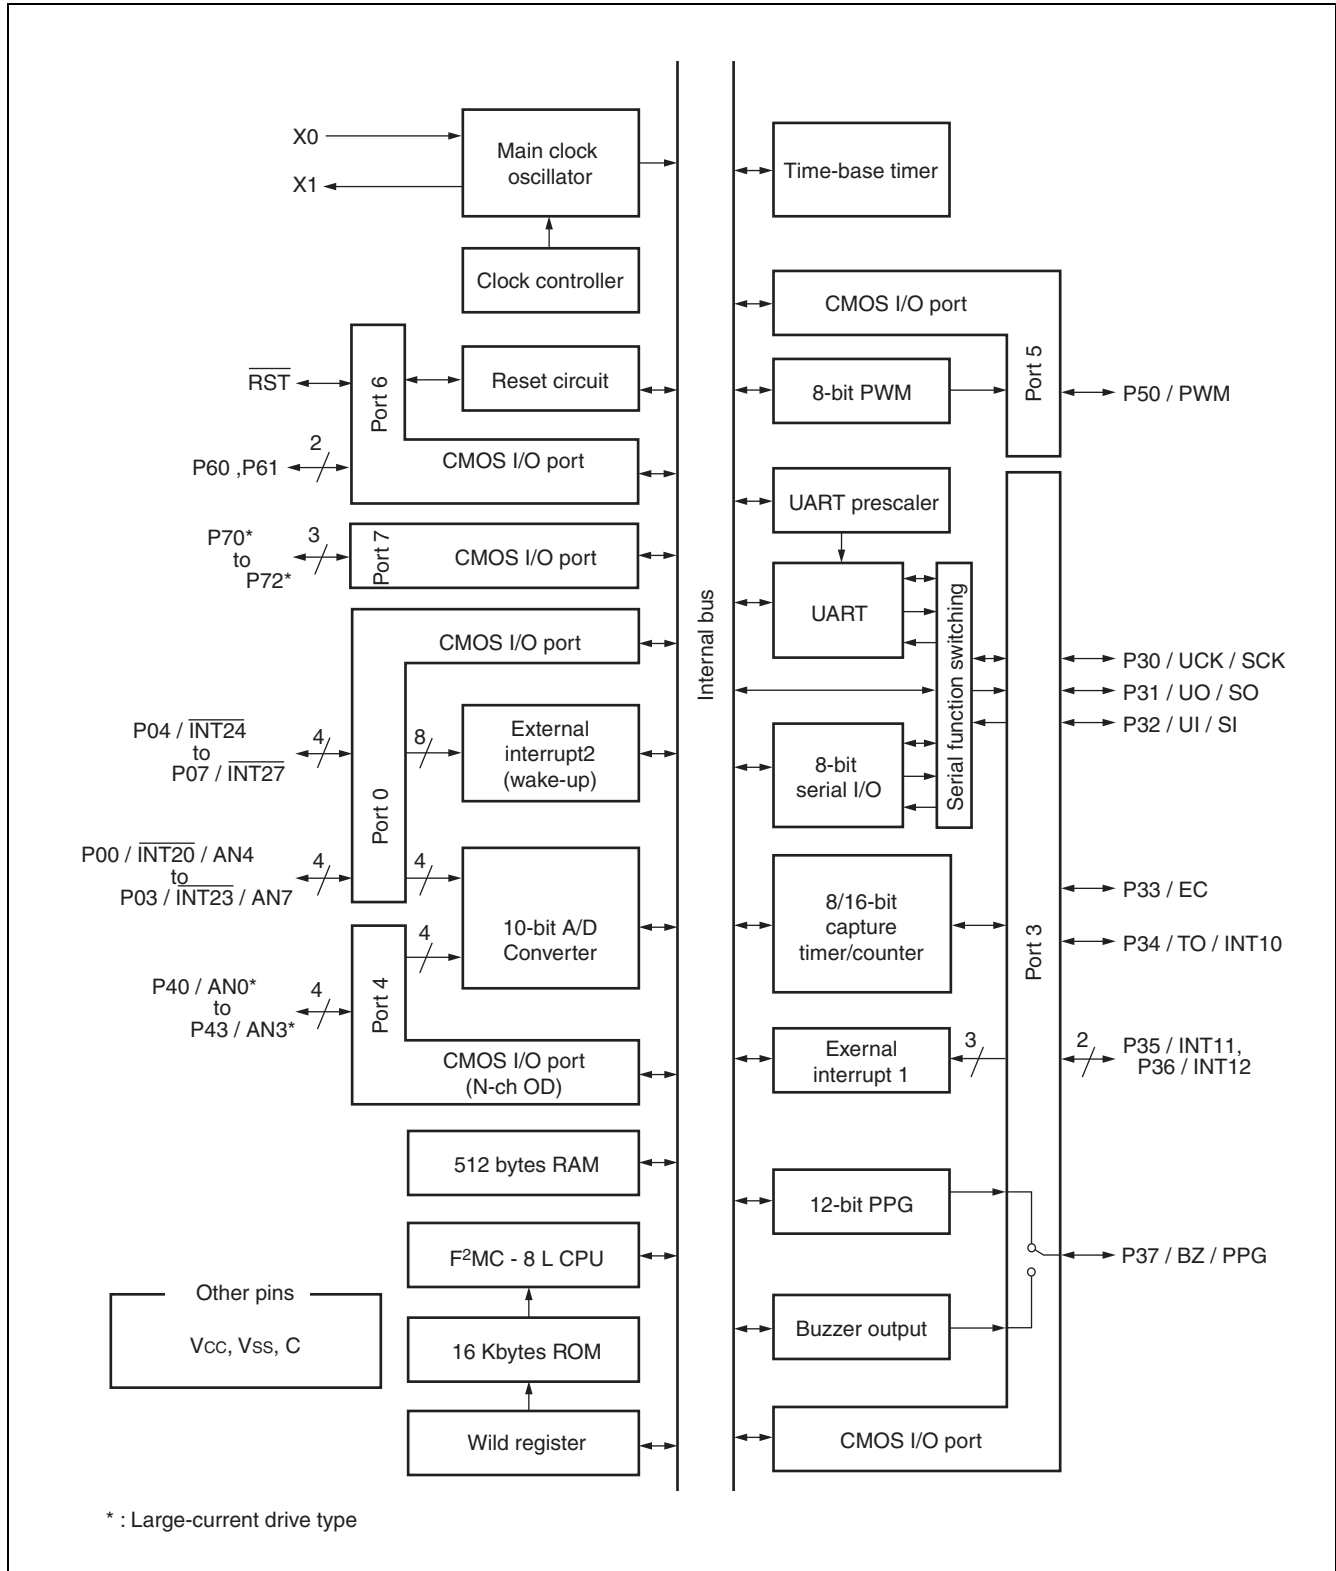 X0
X1
Main clock
oscillator
Clock controller
RST
Port 6
Reset circuit
2
P60 ,P61
CMOS I/O port
P70*
to
P72*
3
Port 7
CMOS I/O port
CMOS I/O port
P04 / INT24
to
P07 / INT27
4
8
External
interrupt2
(wake-up)
Port 0
P00 / INT20 / AN4
to
P03 / INT23 / AN7
4
4
10-bit A/D
Converter
4
P40 / AN0*
to
P43 / AN3*
4
Port 4
CMOS I/O port
(N-ch OD)
512 bytes RAM
F²MC - 8 L CPU
16 Kbytes ROM
Wild register
Other pins
VCC, VSS, C
Internal bus
Time-base timer
CMOS I/O port
Port 5
8-bit PWM
P50 / PWM
UART prescaler
UART
Serial function switching
8-bit
serial I/O
P30 / UCK / SCK
P31 / UO / SO
P32 / UI / SI
8/16-bit
capture
timer/counter
Port 3
P33 / EC
P34 / TO / INT10
Exernal
interrupt 1
3
2
P35 / INT11,
P36 / INT12
12-bit PPG
P37 / BZ / PPG
Buzzer output
CMOS I/O port
* : Large-current drive type